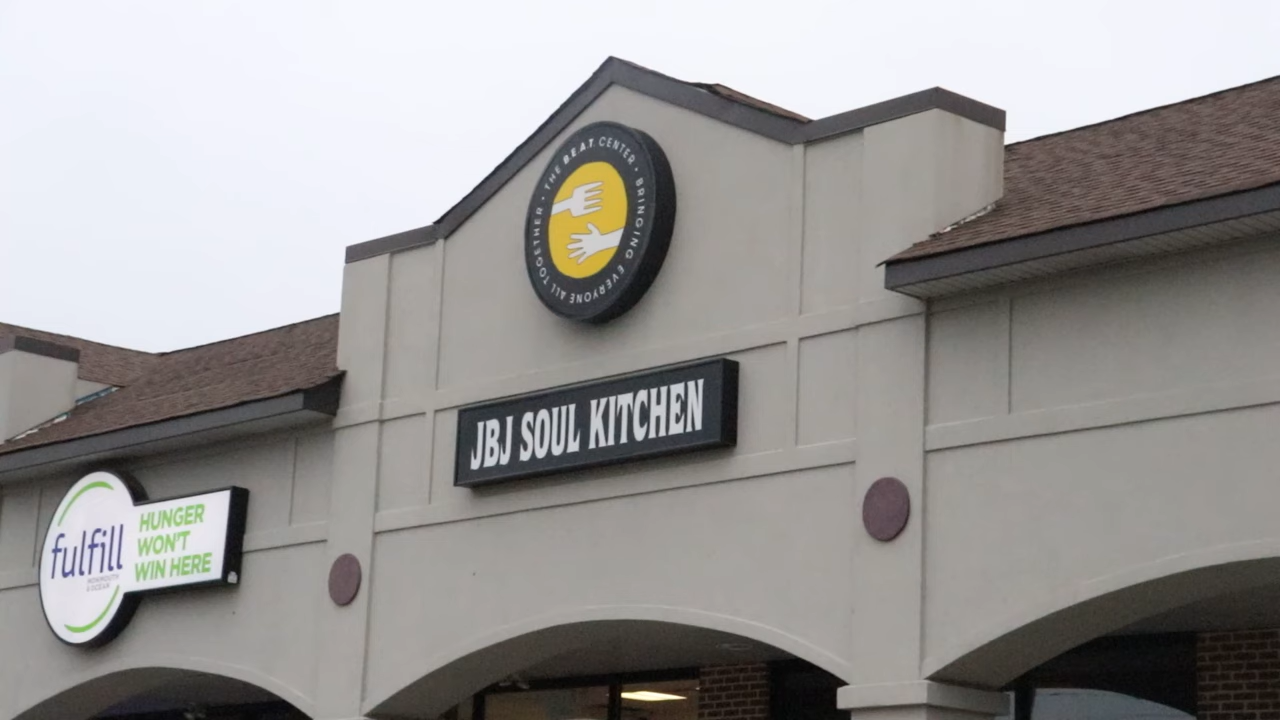 THE B.E.A.T. CENTER • BRINGING EVERYONE ALL TOGETHER •
JBJ SOUL KITCHEN
fulfill
MONMOUTH
& OCEAN
HUNGER
WON'T
WIN HERE